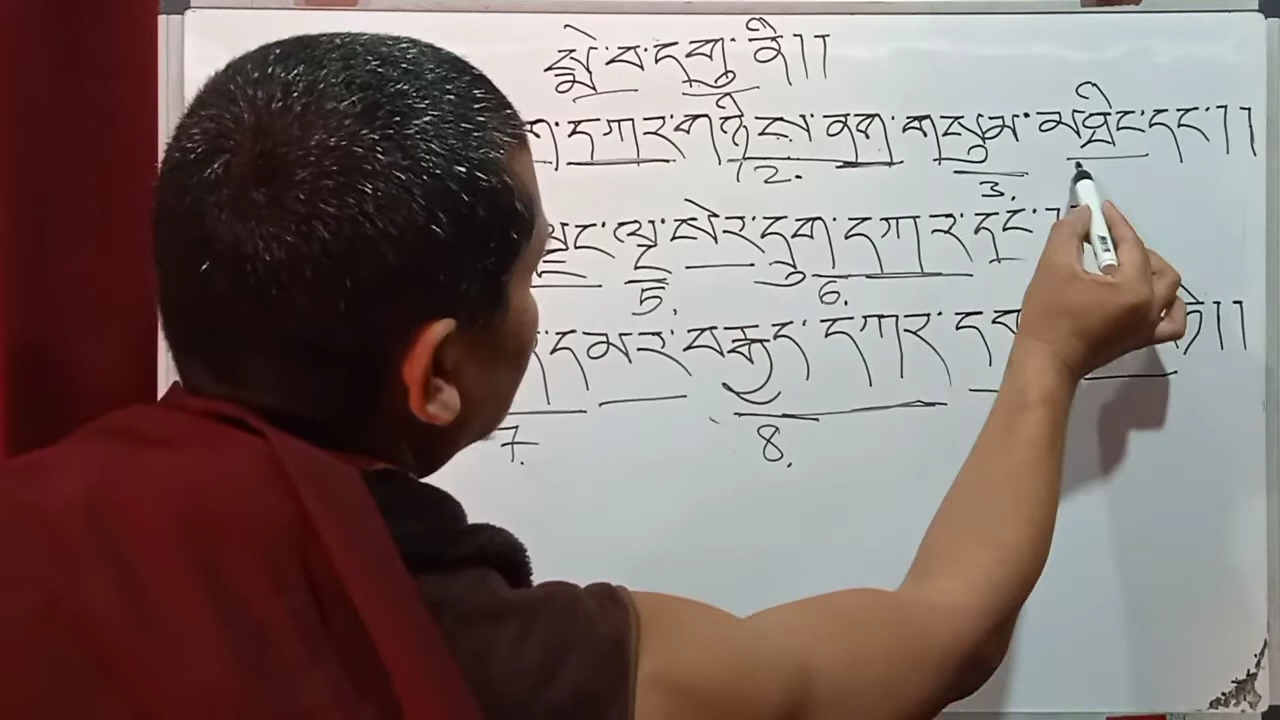 སྨེ་བ་དགུ་ནི།།
ག་དཀར་གཉིས་ནག་གསུམ་མཐིང་དང་།།
2. 3.
ལྗང་ལྔ་སེར་དྲུག་དཀར་དང་
5. 6.
དམར་བརྒྱད་དཀར
7. 8.